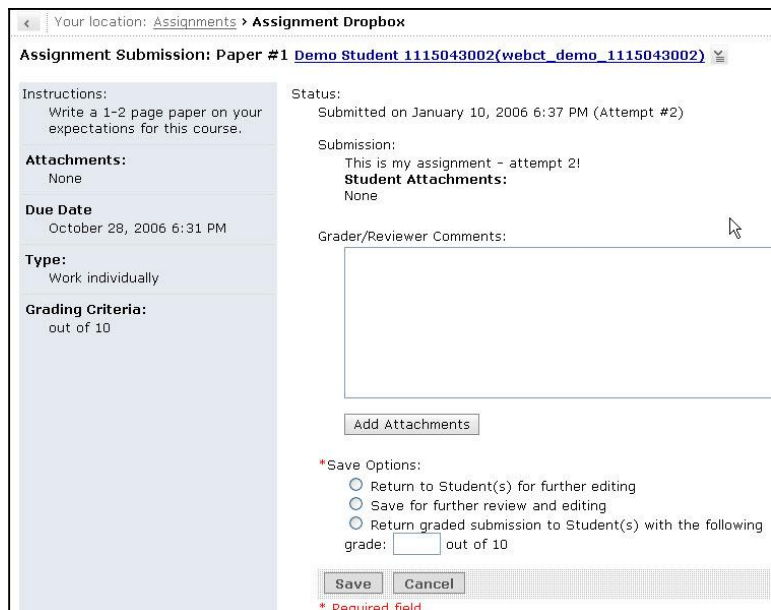 Your location: Assignments › Assignment Dropbox
Assignment Submission: Paper #1 Demo Student 1115043002(webct_demo_1115043002)
Instructions:
Write a 1-2 page paper on your
expectations for this course.
Attachments:
None
Due Date
October 28, 2006 6:31 PM
Type:
Work individually
Grading Criteria:
out of 10
Status:
Submitted on January 10, 2006 6:37 PM (Attempt #2)
Submission:
This is my assignment - attempt 2!
Student Attachments:
None
Grader/Reviewer Comments:
Add Attachments
*Save Options:
Return to Student(s) for further editing
Save for further review and editing
Return graded submission to Student(s) with the following
grade: out of 10
Save Cancel
* Required field